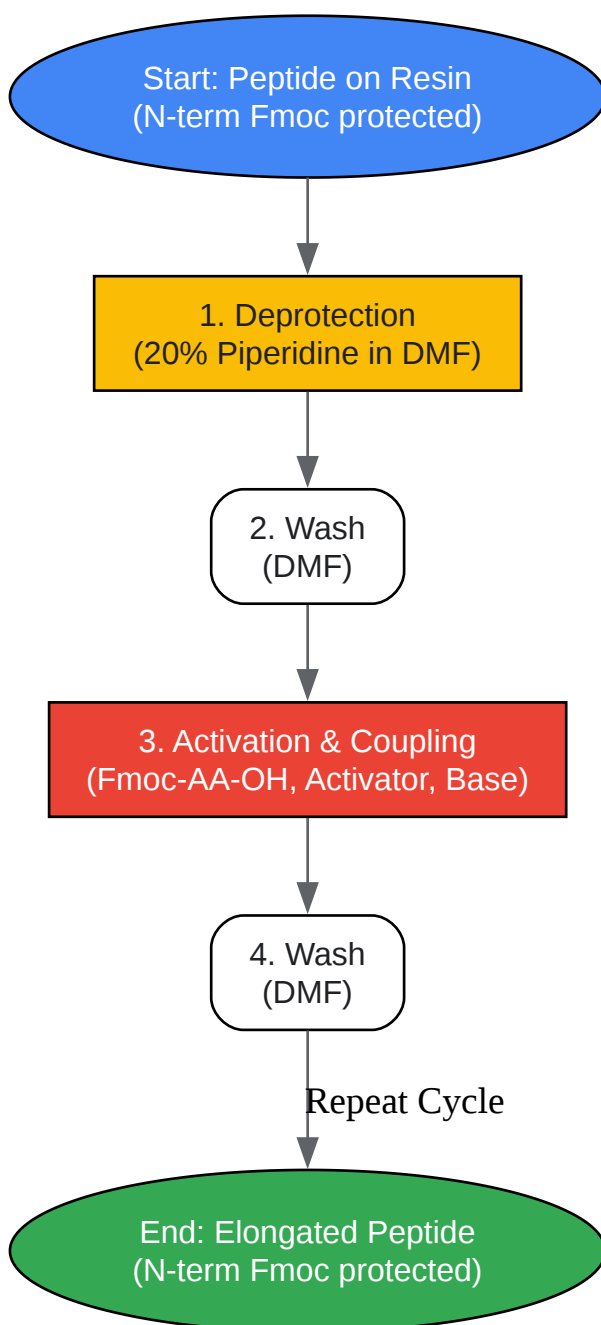 Start: Peptide on Resin
(N-term Fmoc protected)
1. Deprotection
(20% Piperidine in DMF)
2. Wash
(DMF)
3. Activation & Coupling
(Fmoc-AA-OH, Activator, Base)
4. Wash
(DMF)
Repeat Cycle
End: Elongated Peptide
(N-term Fmoc protected)